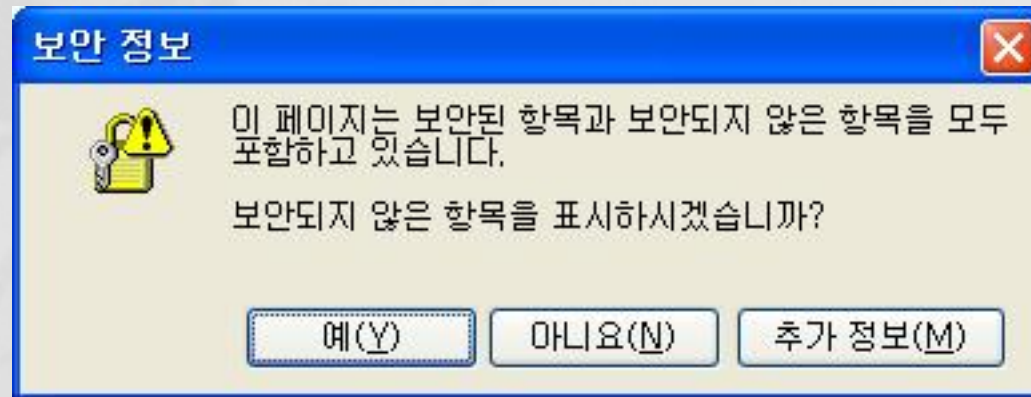 보안 정보
이 페이지는 보안된 항목과 보안되지 않은 항목을 모두
포함하고 있습니다.
보안되지 않은 항목을 표시하시겠습니까?
예(Y)
아니요(N)
추가 정보(M)